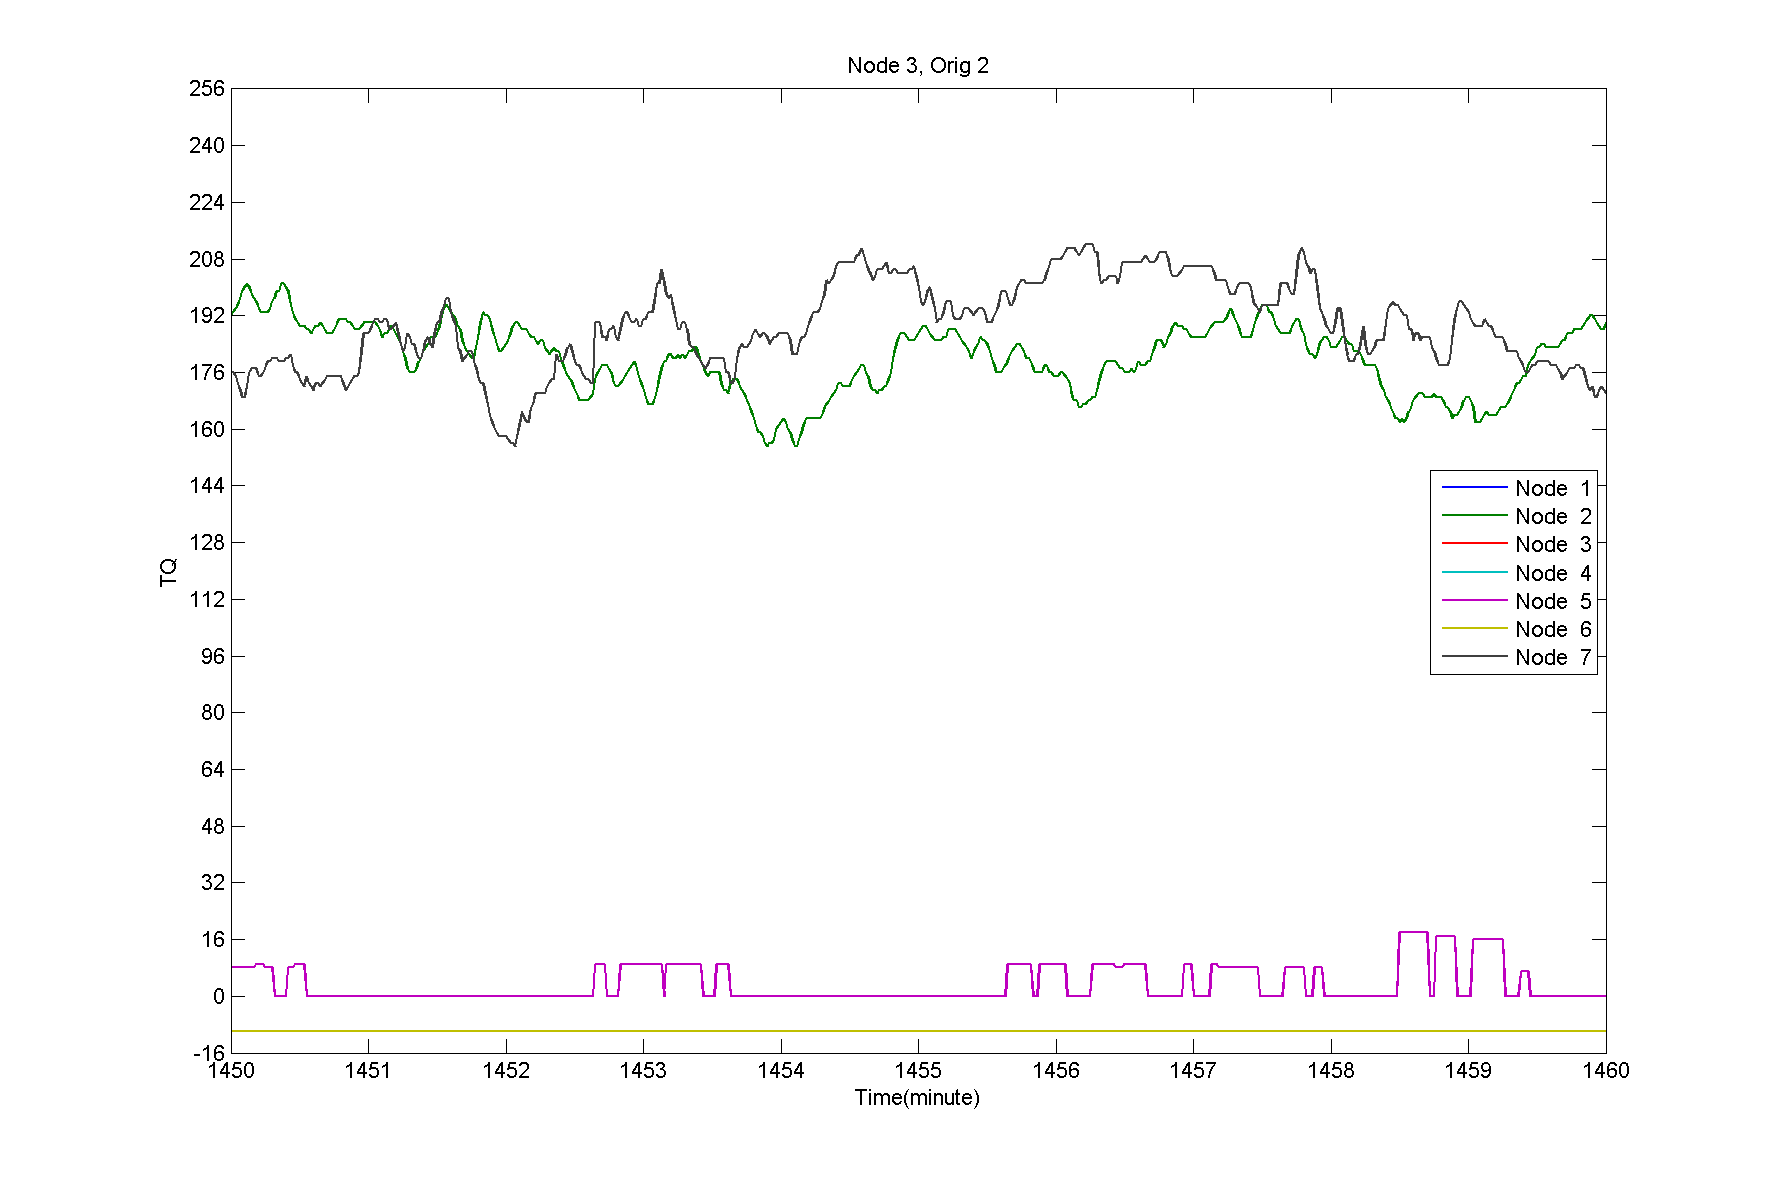 Node 3, Orig 2
256
240
224
208
192
176
160
144
128
112
96
80
64
48
32
16
0
-16
TQ
Node 1
Node 2
Node 3
Node 4
Node 5
Node 6
Node 7
1450 1451 1452 1453 1454 1455 1456 1457 1458 1459 1460
Time(minute)